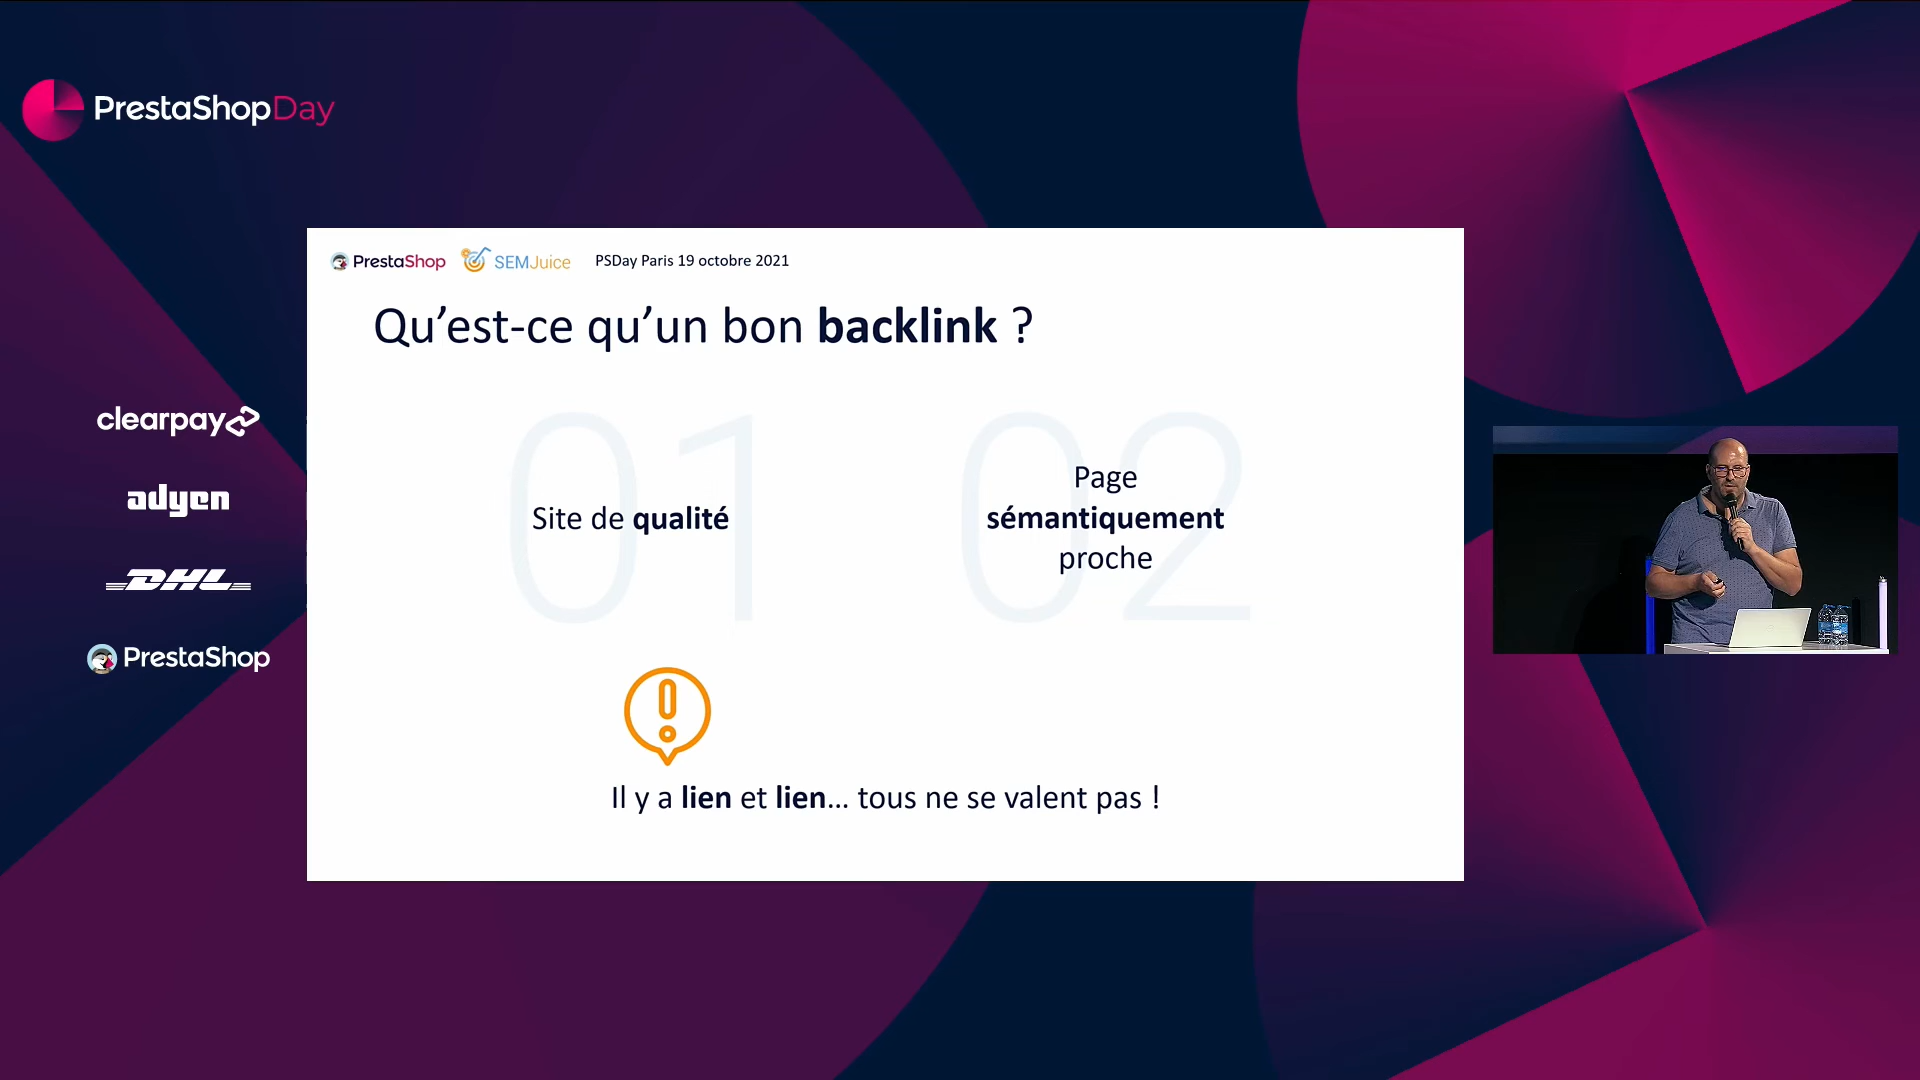 PrestaShopDay
PrestaShop SEMJuice PSDay Paris 19 octobre 2021
Qu’est-ce qu’un bon backlink ?
01
Site de qualité
02
Page
sémantiquement
proche
Il y a lien et lien... tous ne se valent pas !
clearpay
adyen
DHL
PrestaShop